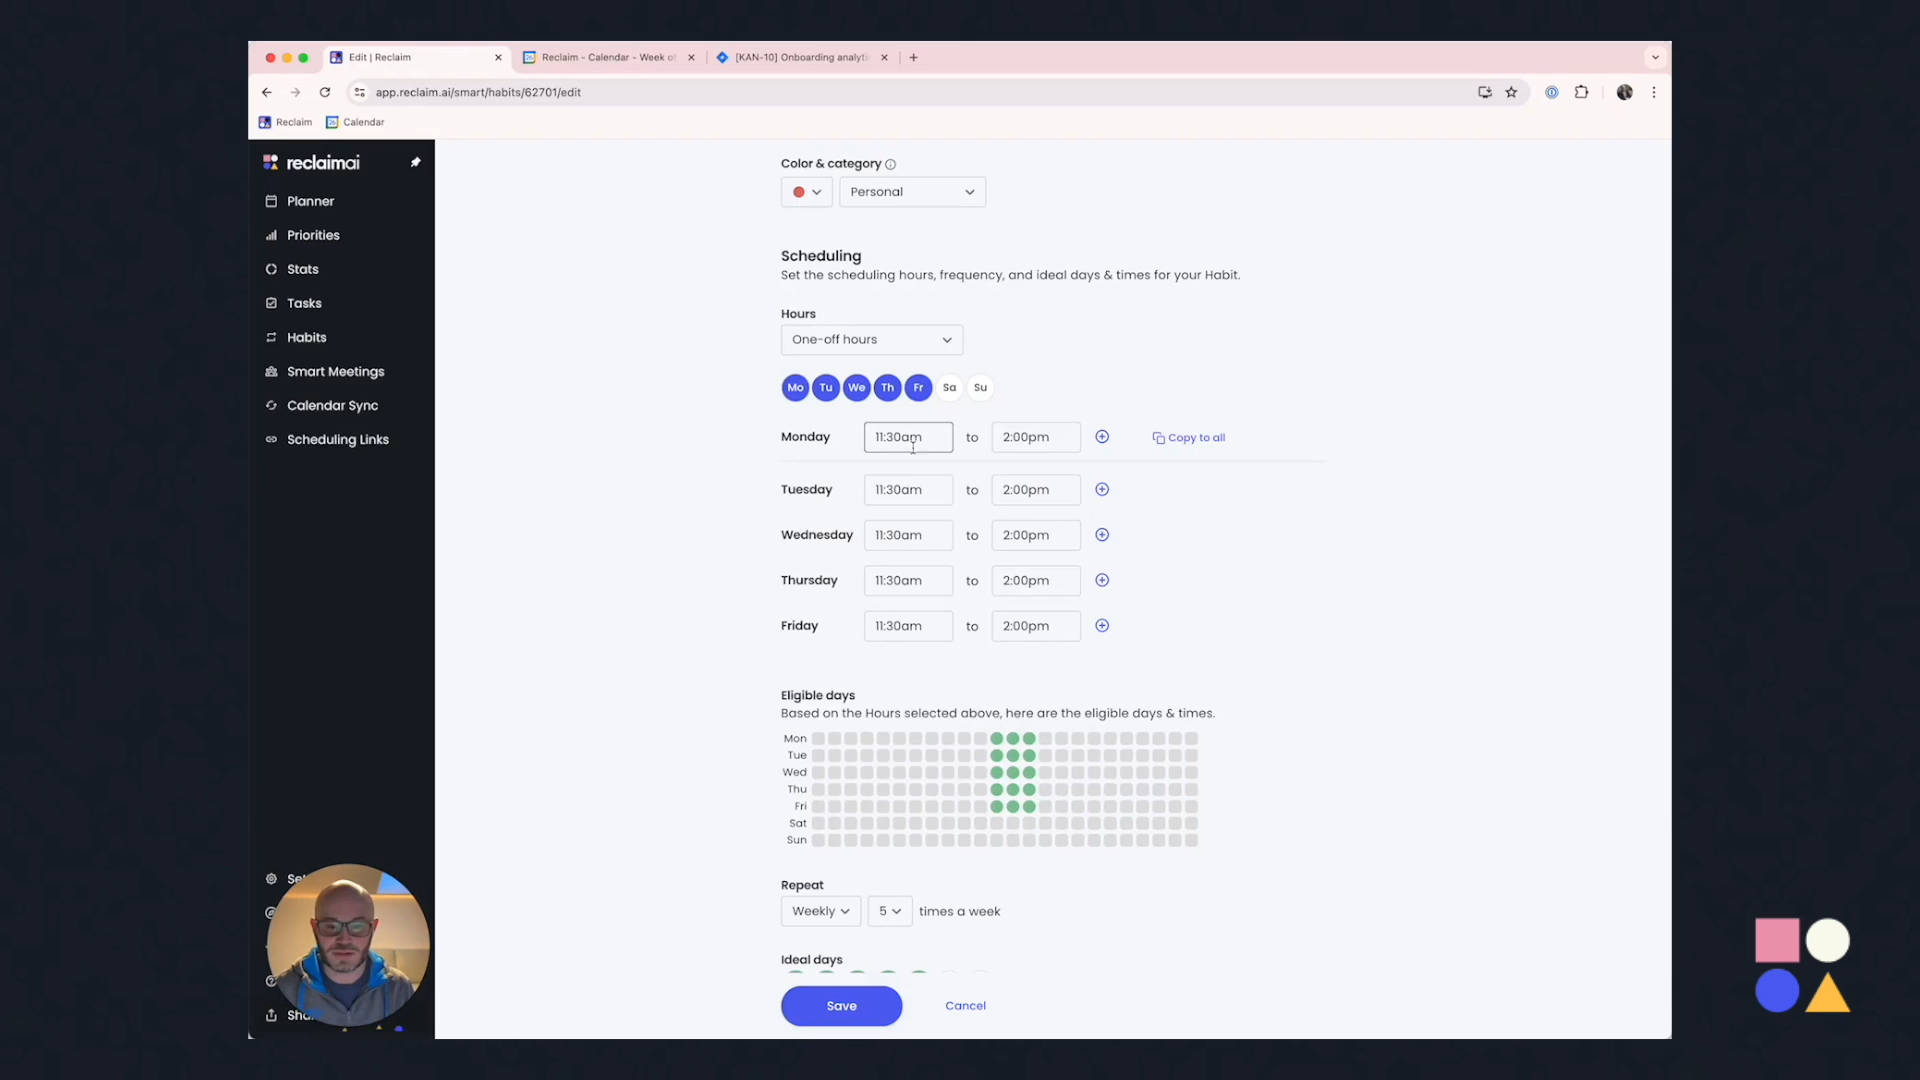 Edit | Reclaim
Reclaim - Calendar - Week of
[KAN-10] Onboarding analyti
app.reclaim.ai/smart/habits/62701/edit
Reclaim
Calendar
reclaimai
Planner
Priorities
Stats
Tasks
Habits
Smart Meetings
Calendar Sync
Scheduling Links
Color & category
Personal
Scheduling
Set the scheduling hours, frequency, and ideal days & times for your Habit.
Hours
One-off hours
Mo Tu We Th Fr Sa Su
Monday 11:30am to 2:00pm Copy to all
Tuesday 11:30am to 2:00pm
Wednesday 11:30am to 2:00pm
Thursday 11:30am to 2:00pm
Friday 11:30am to 2:00pm
Eligible days
Based on the Hours selected above, here are the eligible days & times.
Mon
Tue
Wed
Thu
Fri
Sat
Sun
Repeat
Weekly 5 times a week
Ideal days
Save Cancel